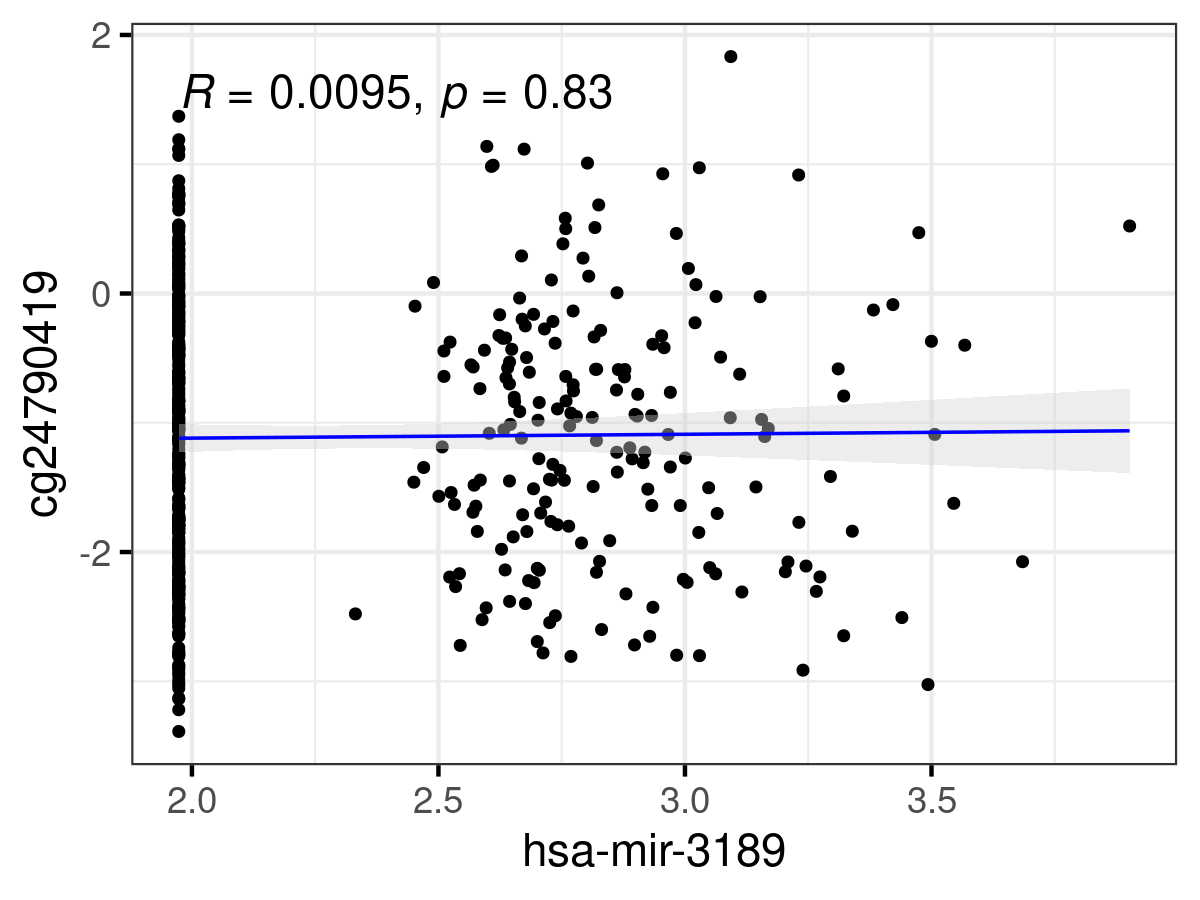 R = 0.0095, p = 0.83
2
0
-2
cg24790419
2.0 2.5 3.0 3.5
hsa-mir-3189